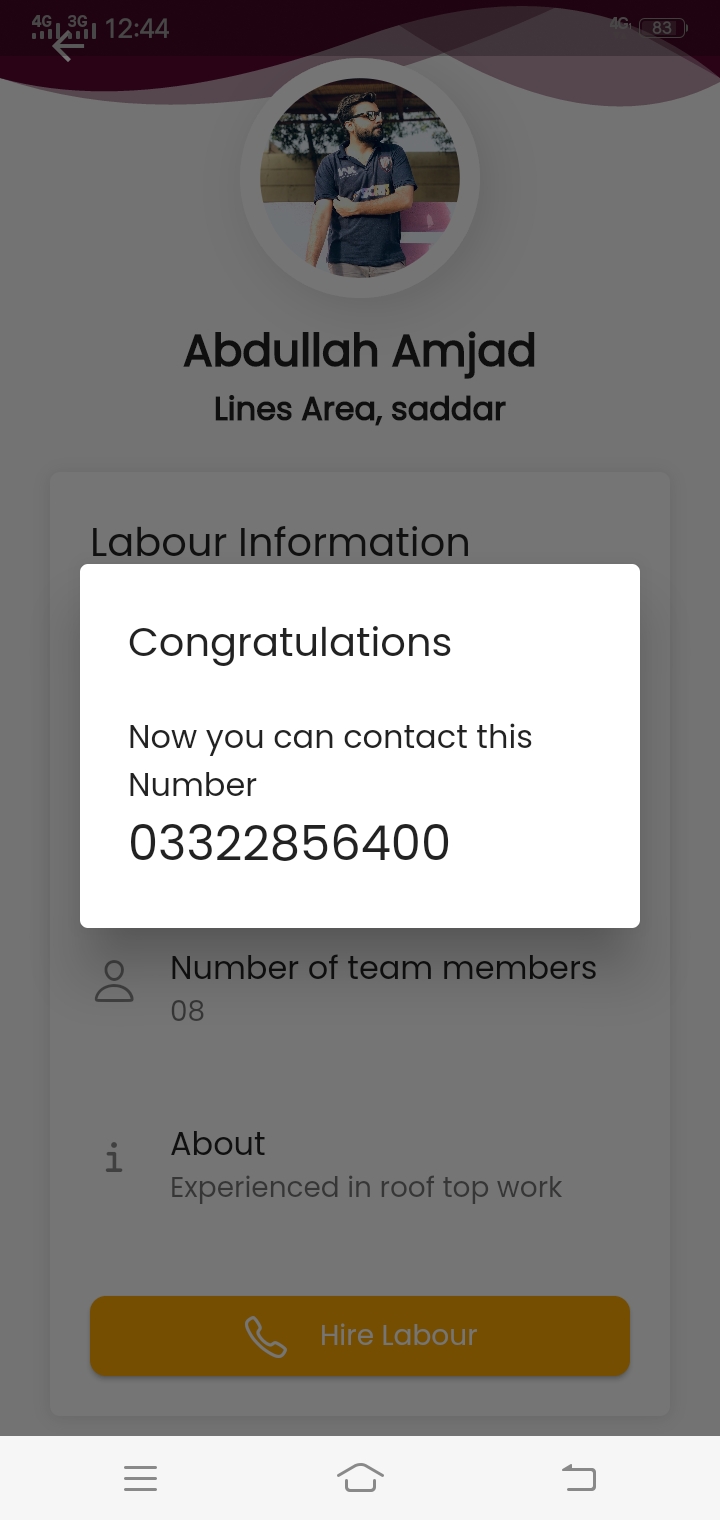 4G 3G 12:44 4G 83
Abdullah Amjad
Lines Area, saddar
Labour Information
Congratulations
Now you can contact this
Number
03322856400
Number of team members
08
About
Experienced in roof top work
Hire Labour